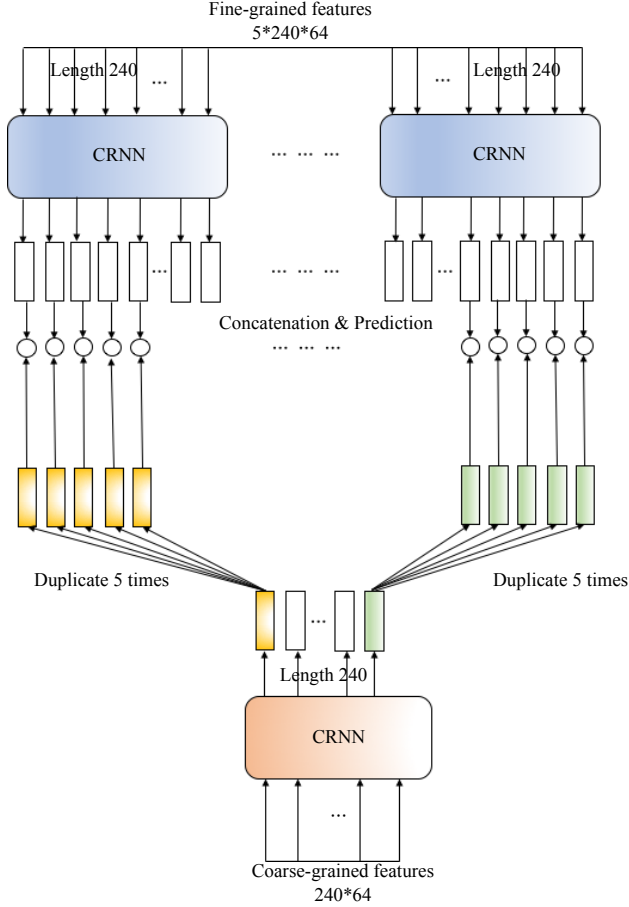 Fine-grained features
5*240*64
Length 240
...
...
Length 240
CRNN
... ... ...
CRNN
...
... ... ...
...
Concatenation & Prediction
... ... ...
Duplicate 5 times
Duplicate 5 times
...
Length 240
CRNN
...
Coarse-grained features
240*64